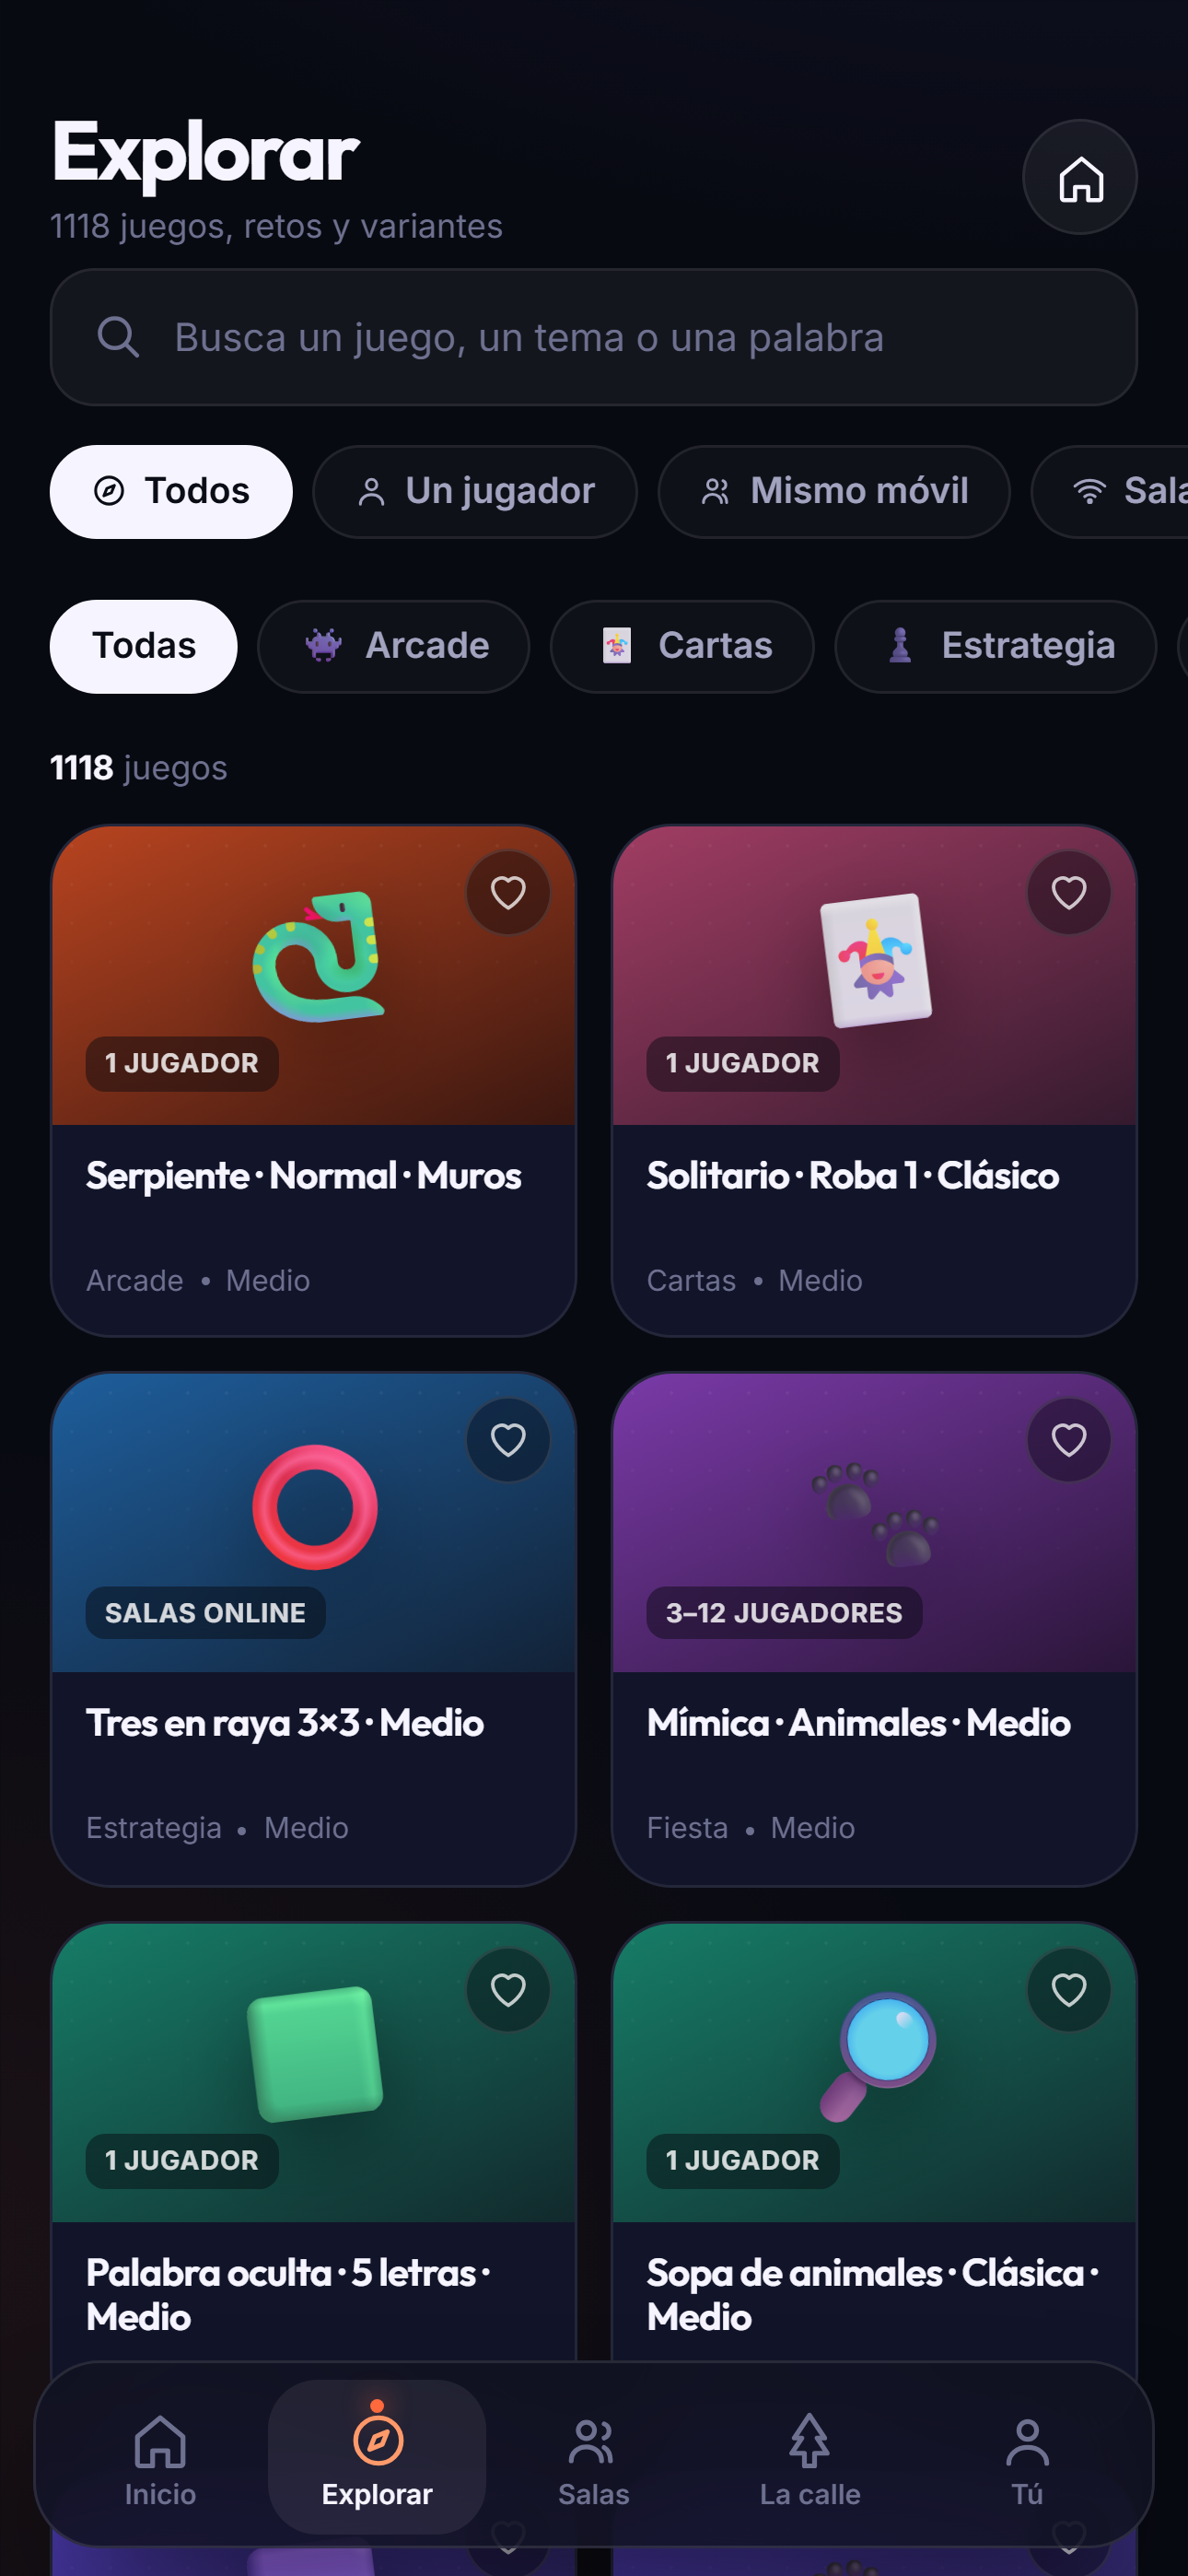 Explorar
1118 juegos, retos y variantes
Busca un juego, un tema o una palabra
Todos
Un jugador
Mismo móvil
Todas
Arcade
Cartas
Estrategia
1118 juegos
1 JUGADOR
Serpiente · Normal · Muros
Arcade • Medio
1 JUGADOR
Solitario · Roba 1 · Clásico
Cartas • Medio
SALAS ONLINE
Tres en raya 3×3 · Medio
Estrategia • Medio
3–12 JUGADORES
Mímica · Animales · Medio
Fiesta • Medio
1 JUGADOR
Palabra oculta · 5 letras ·
Medio
1 JUGADOR
Sopa de animales · Clásica ·
Medio
Inicio
Explorar
Salas
La calle
Tú